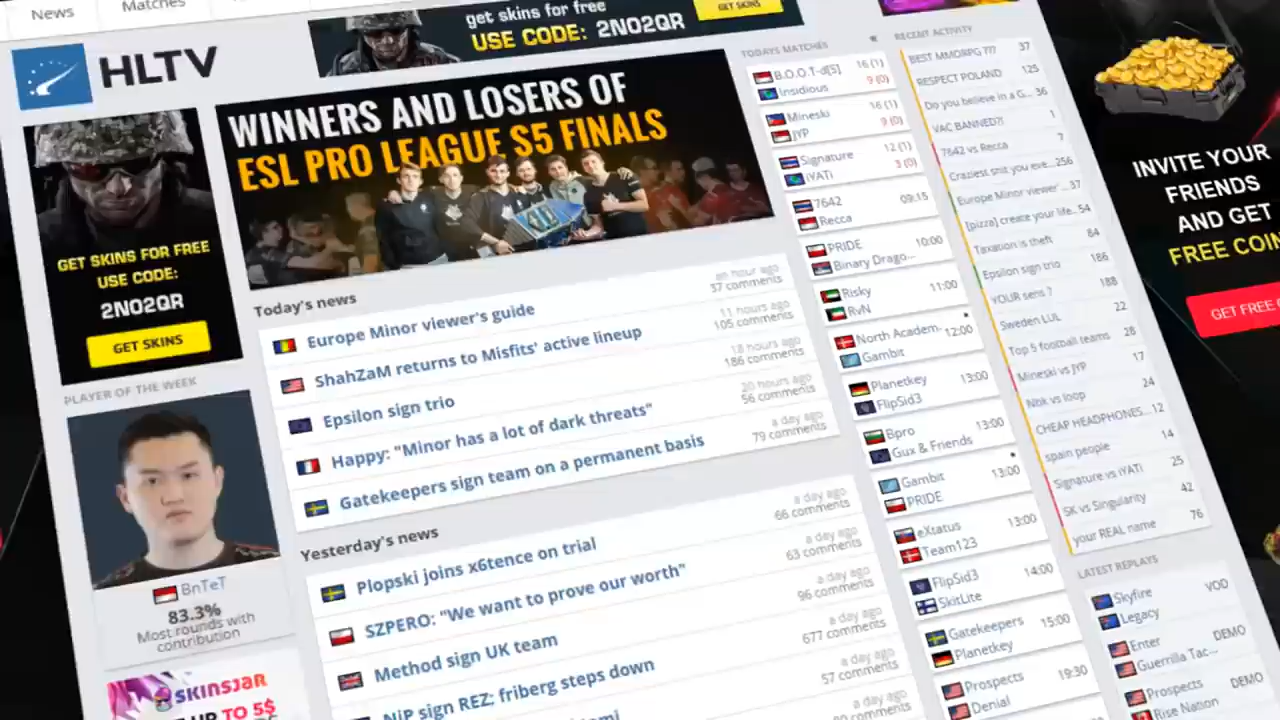 News
Matches
HLTV
get skins for free
USE CODE: 2NO2QR
GET SKINS
GET SKINS FOR FREE
USE CODE:
2NO2QR
GET SKINS
PLAYER OF THE WEEK
BnTeT
83.3%
Most rounds with
contribution
SKINSJAR
UP TO 5$
WINNERS AND LOSERS OF
ESL PRO LEAGUE S5 FINALS
Today's news
Europe Minor viewer's guide
an hour ago
37 comments
ShahZaM returns to Misfits' active lineup
11 hours ago
105 comments
Epsilon sign trio
18 hours ago
186 comments
Happy: "Minor has a lot of dark threats"
20 hours ago
56 comments
Gatekeepers sign team on a permanent basis
a day ago
79 comments
Yesterday's news
Plopski joins x6tence on trial
a day ago
66 comments
SZPERO: "We want to prove our worth"
a day ago
63 comments
Method sign UK team
a day ago
96 comments
NiP sign REZ; friberg steps down
a day ago
677 comments
a day ago
57 comments
a day ago
TODAYS MATCHES
B.O.O.T-d[S] 16 (1)
Insidious 9 (0)
Mineski 16 (1)
JYP 9 (0)
Signature 12 (1)
iYATi 3 (0)
7642 09:15
Recca
PRIDE 10:00
Binary Drago...
Risky 11:00
RvN
North Academ.. 12:00
Gambit
Planetkey 13:00
FlipSid3
Bpro 13:00
Gux & Friends
Gambit 13:00
PRIDE
eXtatus 13:00
Team123
FlipSid3 14:00
SkitLite
Gatekeepers 15:00
Planetkey
Prospects 19:30
Denial
RECENT ACTIVITY
BEST MMORPG ??? 37
RESPECT POLAND 125
Do you believe in a G... 36
VAC BANNED?! 1
7642 vs Recca 7
Craziest shit you eve... 256
Europe Minor viewer'... 37
[pizza] create your life... 54
Taxation is theft 84
Epsilon sign trio 186
YOUR sens ? 188
Sweden LUL 22
Top 5 football teams 28
Mineski vs JYP 17
Nbk vs loop 24
CHEAP HEADPHONES... 12
spain people 14
Signature vs iYATi 25
SK vs Singularity 42
your REAL name 76
LATEST REPLAYS
Skyfire VOD
Legacy
Enter DEMO
Guerrilla Tac...
Prospects DEMO
Rise Nation
INVITE YOUR
FRIENDS
AND GET
FREE COIN
GET FREE